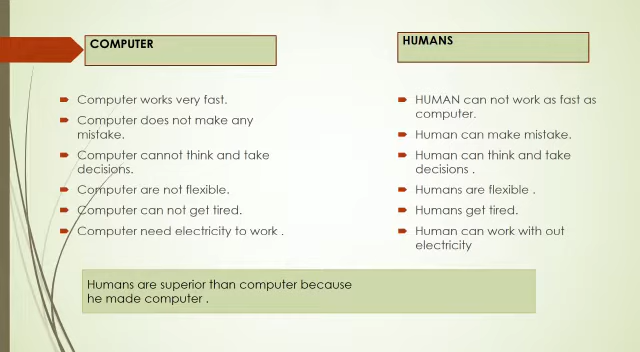 COMPUTER
Computer works very fast.
Computer does not make any
mistake.
Computer cannot think and take
decisions.
Computer are not flexible.
Computer can not get tired.
Computer need electricity to work .
HUMANS
HUMAN can not work as fast as
computer.
Human can make mistake.
Human can think and take
decisions .
Humans are flexible .
Humans get tired.
Human can work with out
electricity
Humans are superior than computer because
he made computer .